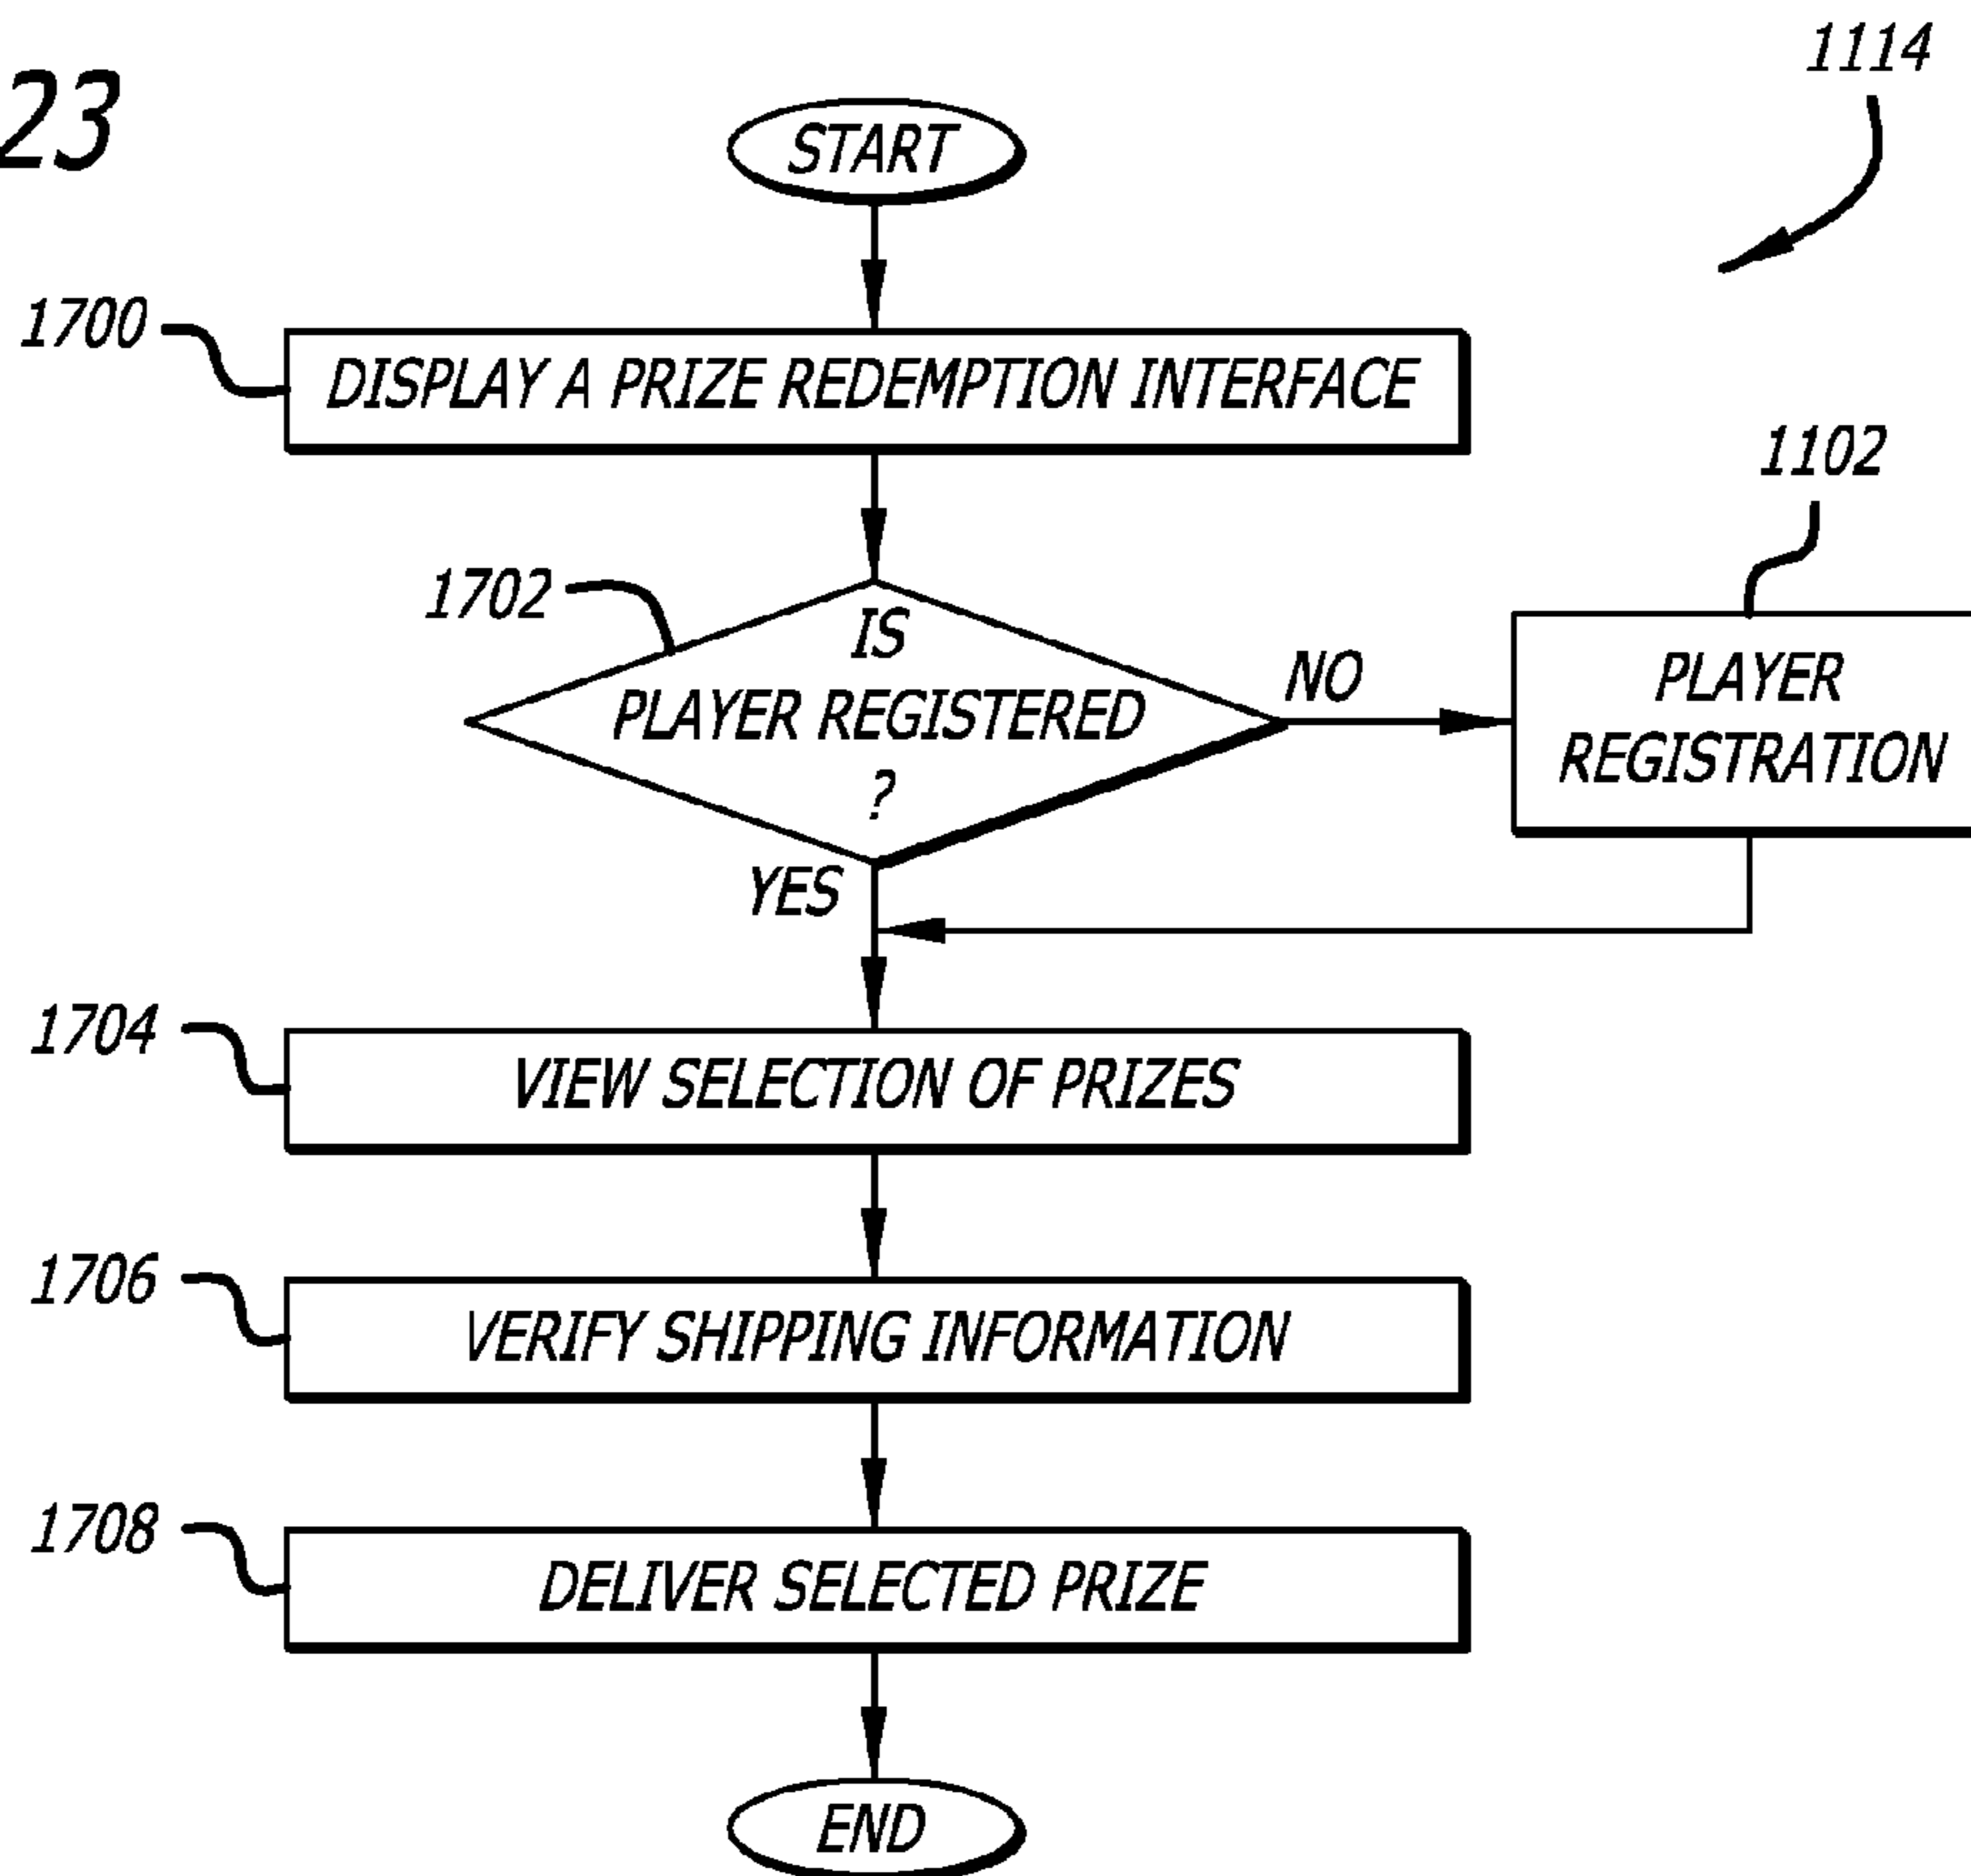 23
1114
START
1700
DISPLAY A PRIZE REDEMPTION INTERFACE
1102
1702
IS
PLAYER REGISTERED
?
NO
PLAYER
REGISTRATION
YES
1704
VIEW SELECTION OF PRIZES
1706
VERIFY SHIPPING INFORMATION
1708
DELIVER SELECTED PRIZE
END